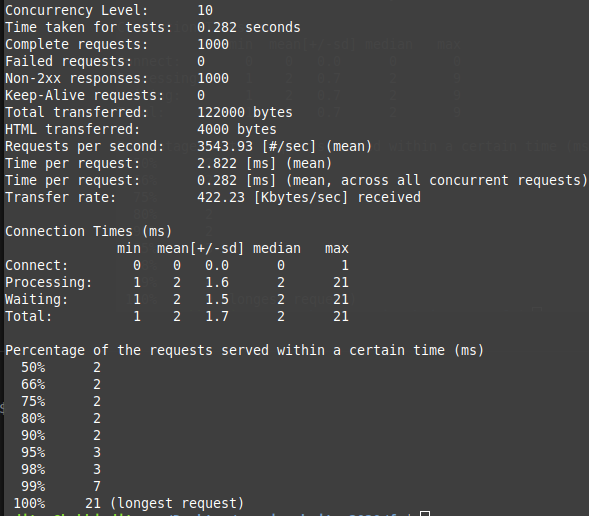 Concurrency Level:      10
Time taken for tests:   0.282 seconds
Complete requests:      1000
Failed requests:        0
Non-2xx responses:      1000
Keep-Alive requests:    0
Total transferred:      122000 bytes
HTML transferred:       4000 bytes
Requests per second:    3543.93 [#/sec] (mean)
Time per request:       2.822 [ms] (mean)
Time per request:       0.282 [ms] (mean, across all concurrent requests)
Transfer rate:          422.23 [Kbytes/sec] received

Connection Times (ms)
              min  mean[+/-sd] median   max
Connect:        0    0   0.0      0       1
Processing:     1    2   1.6      2      21
Waiting:        1    2   1.5      2      21
Total:          1    2   1.7      2      21

Percentage of the requests served within a certain time (ms)
  50%      2
  66%      2
  75%      2
  80%      2
  90%      2
  95%      3
  98%      3
  99%      7
 100%     21 (longest request)